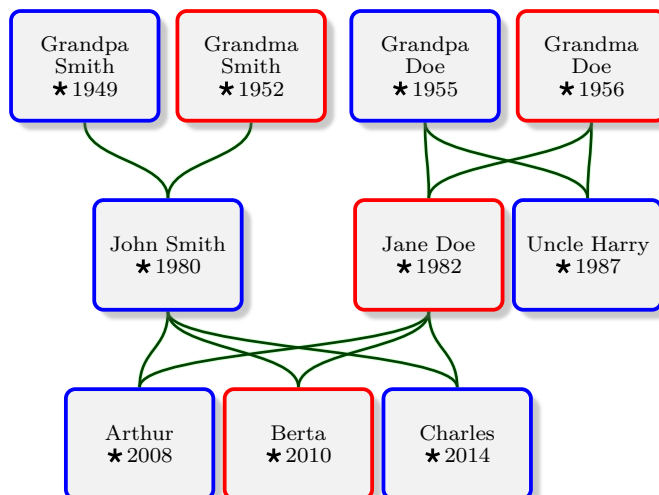 Grandpa
Smith
★1949
Grandma
Smith
★1952
Grandpa
Doe
★1955
Grandma
Doe
★1956
John Smith
★1980
Jane Doe
★1982
Uncle Harry
★1987
Arthur
★2008
Berta
★2010
Charles
★2014